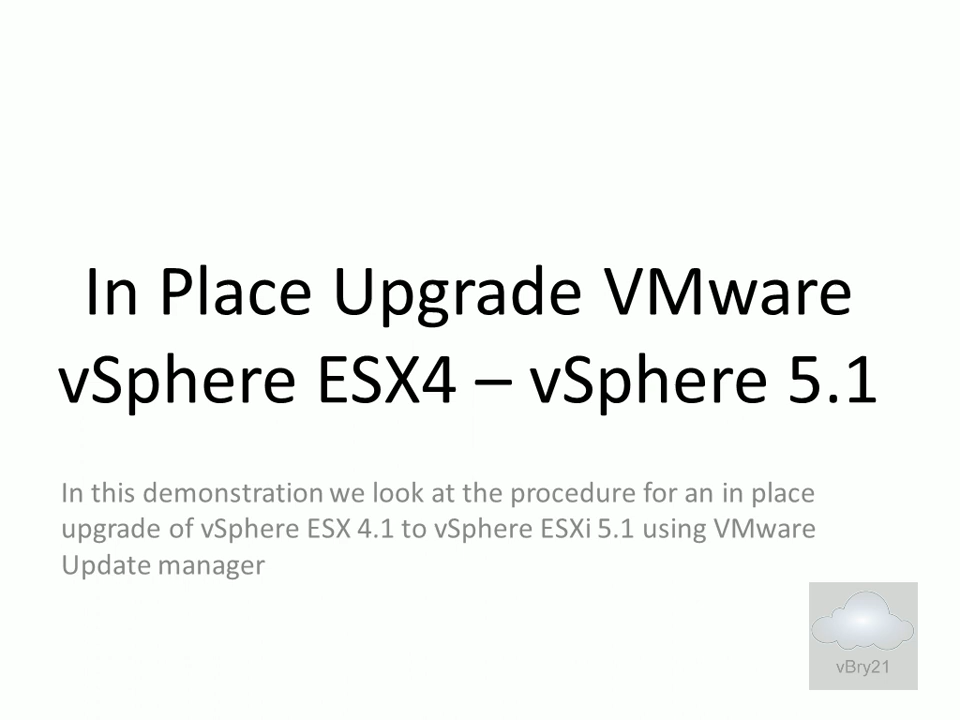 In Place Upgrade VMware
vSphere ESX4 – vSphere 5.1
In this demonstration we look at the procedure for an in place
upgrade of vSphere ESX 4.1 to vSphere ESXi 5.1 using VMware
Update manager
vBry21